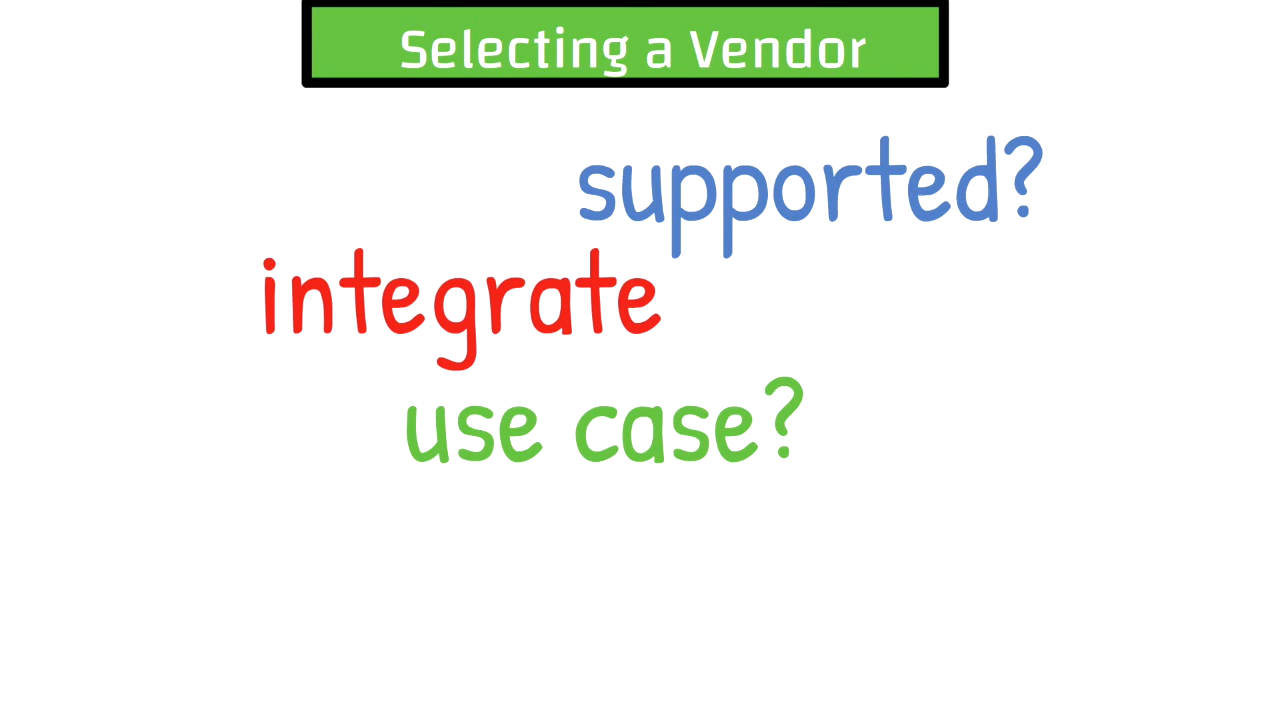 Selecting a Vendor
supported?
integrate
use case?